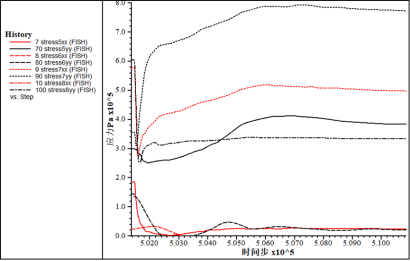 History
7 stress5xx (FISH)
70 stress5yy (FISH)
8 stress6xx (FISH)
80 stress6yy (FISH)
9 stress7xx (FISH)
90 stress7yy (FISH)
10 stress8xx (FISH)
100 stress8yy (FISH)
vs. Step
应力Pa x10^5
8.0
7.0
6.0
5.0
4.0
3.0
2.0
1.0
0.0
5.020 5.030 5.040 5.050 5.060 5.070 5.080 5.090 5.100
时间步 x10^5